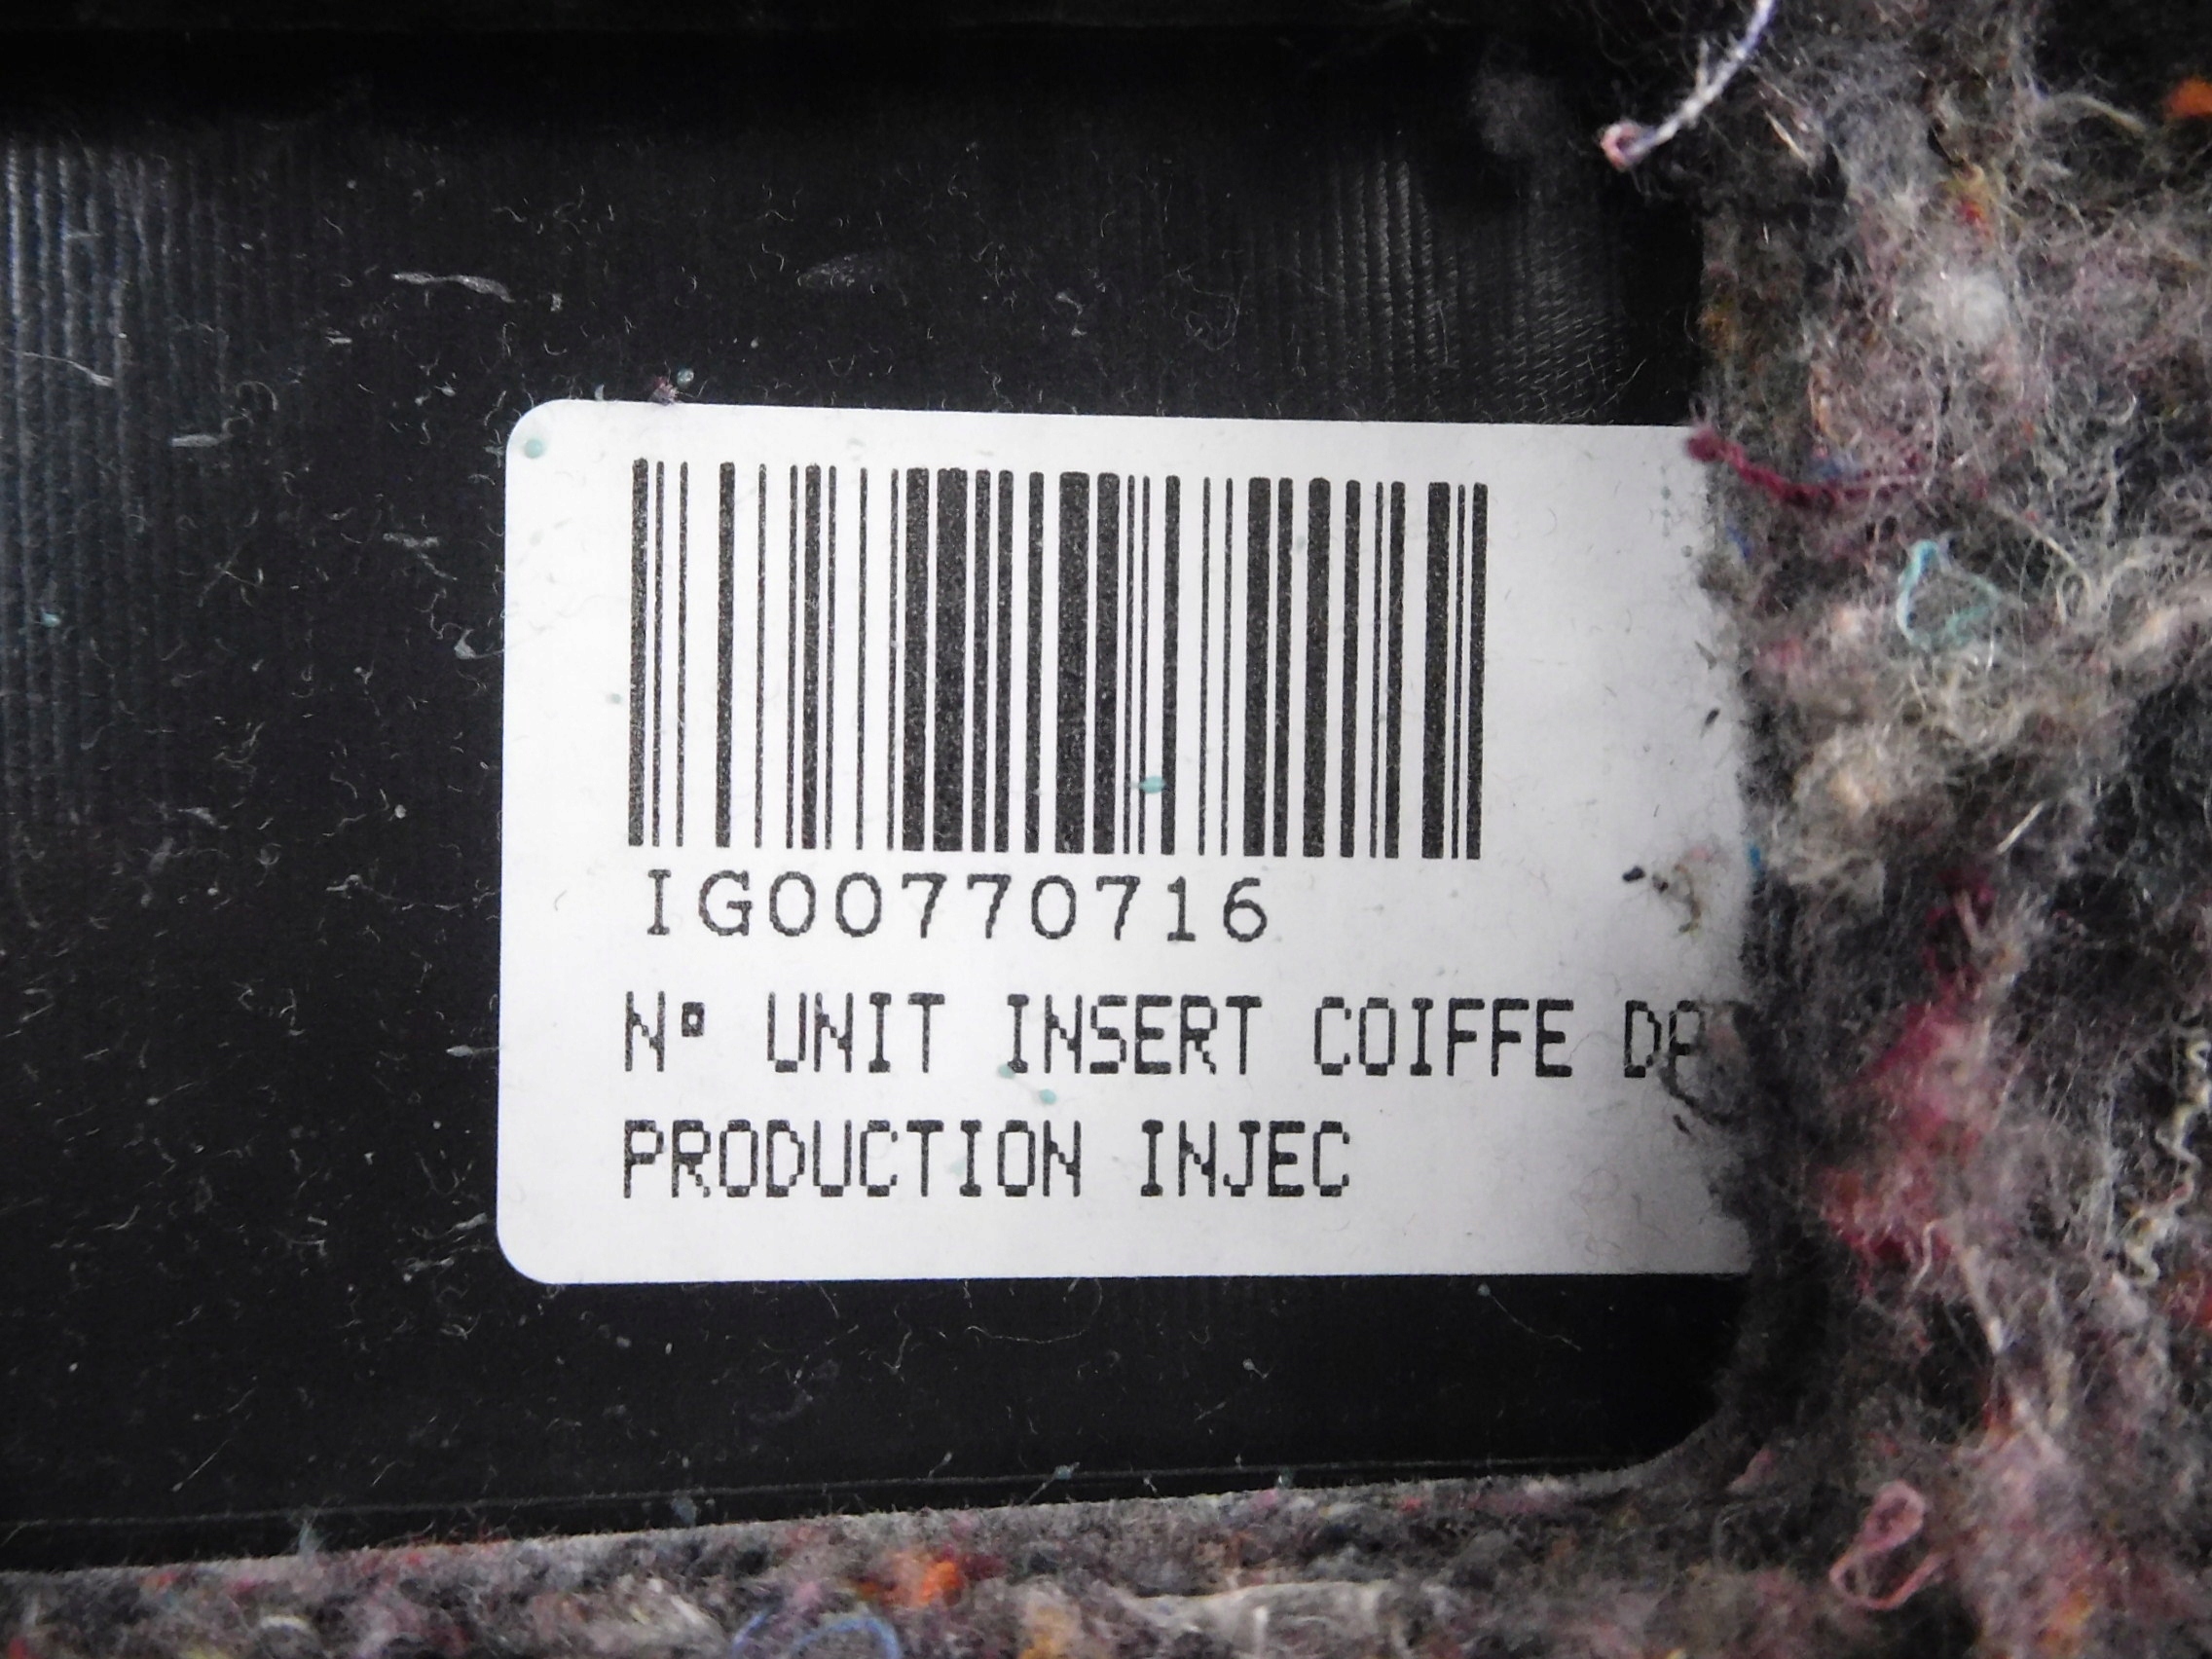 IG00770716
N° UNIT INSERT COIFFE
PRODUCTION INJEC